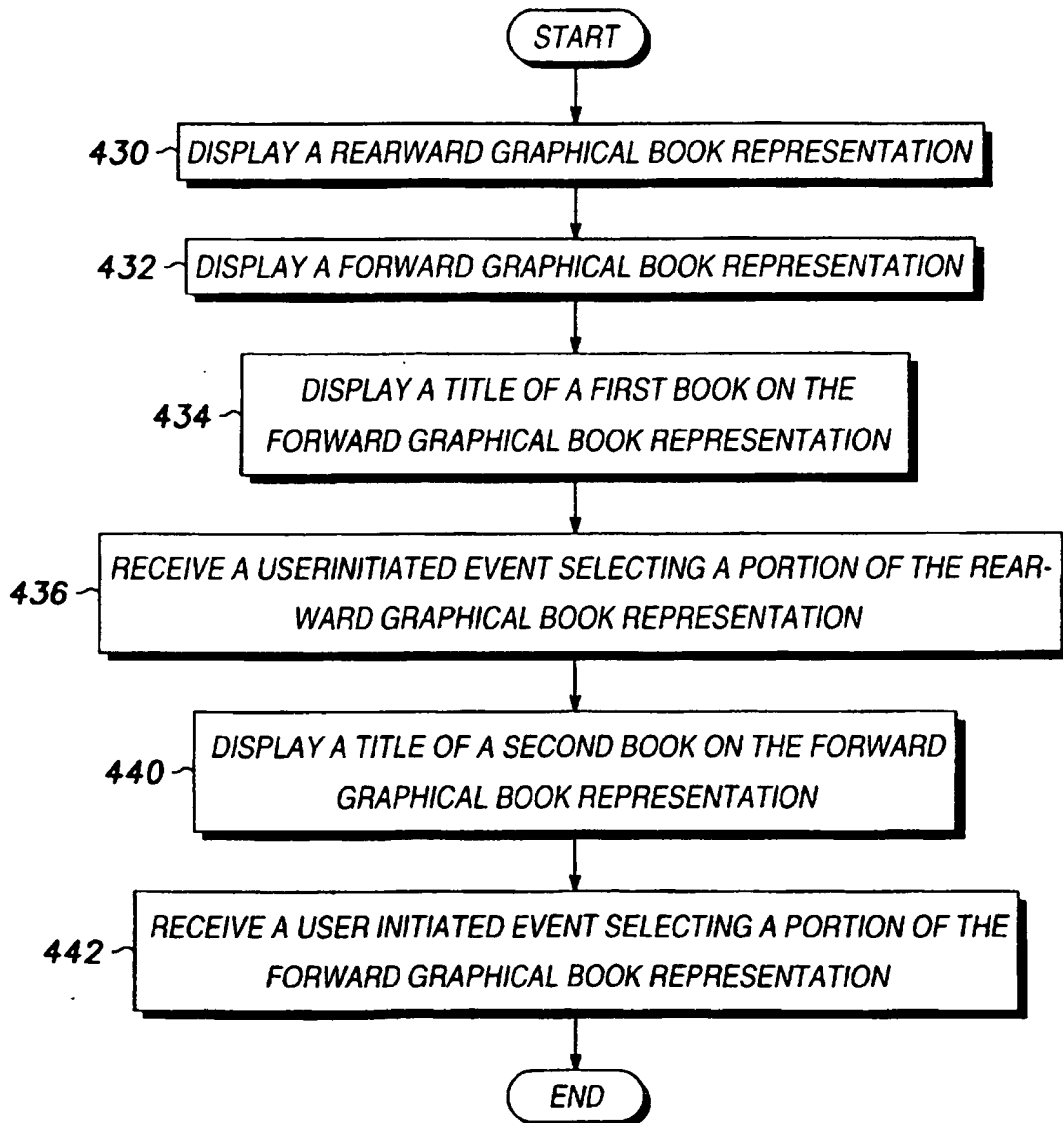 START
430 DISPLAY A REARWARD GRAPHICAL BOOK REPRESENTATION
432 DISPLAY A FORWARD GRAPHICAL BOOK REPRESENTATION
DISPLAY A TITLE OF A FIRST BOOK ON THE
434
FORWARD GRAPHICAL BOOK REPRESENTATION
RECEIVE A USERINITIATED EVENT SELECTING A PORTION OF THE REAR-
436
WARD GRAPHICAL BOOK REPRESENTATION
DISPLAY A TITLE OF A SECOND BOOK ON THE FORWARD
440
GRAPHICAL BOOK REPRESENTATION
RECEIVE A USER INITIATED EVENT SELECTING A PORTION OF THE
442
FORWARD GRAPHICAL BOOK REPRESENTATION
END